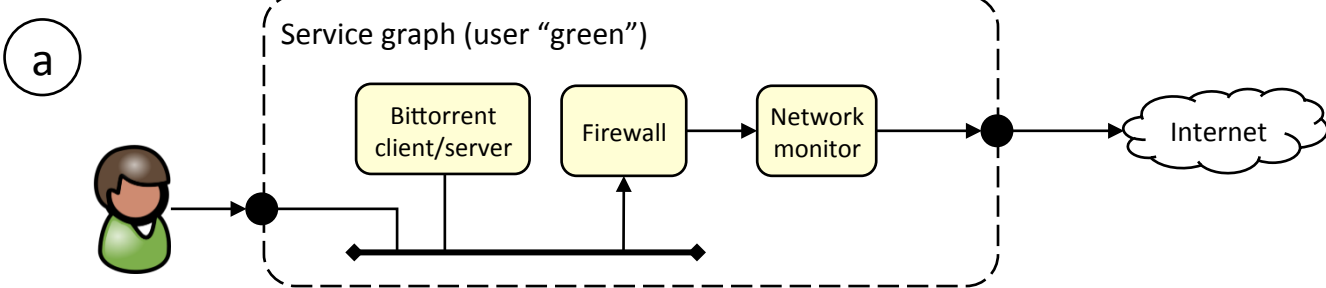 a
Service graph (user “green”)
Bittorrent
client/server
Firewall
Network
monitor
Internet